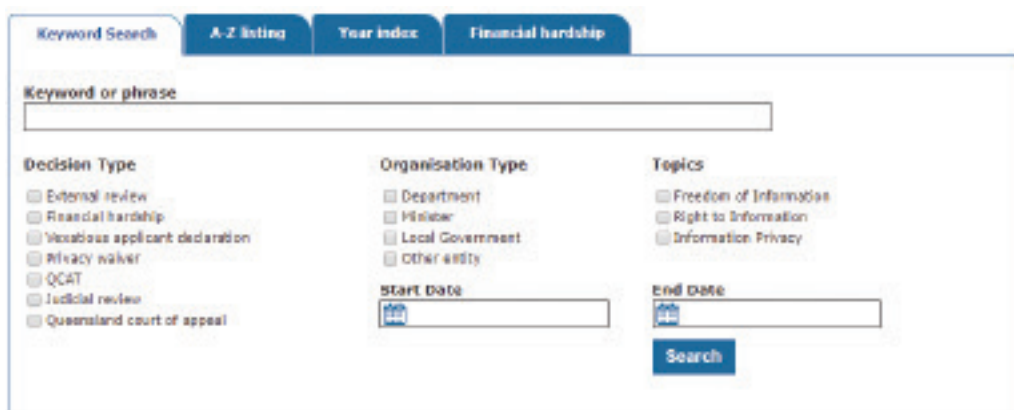 Keyword Search
A-Z listing
Year index
Financial hardship
Keyword or phrase
Decision Type
External review
Financial hardship
Vexatious applicant declaration
Privacy waiver
QCAT
Judicial review
Queensland court of appeal
Organisation Type
Department
Minister
Local Government
Other entity
Start Date
Topics
Freedom of Information
Right to Information
Information Privacy
End Date
Search